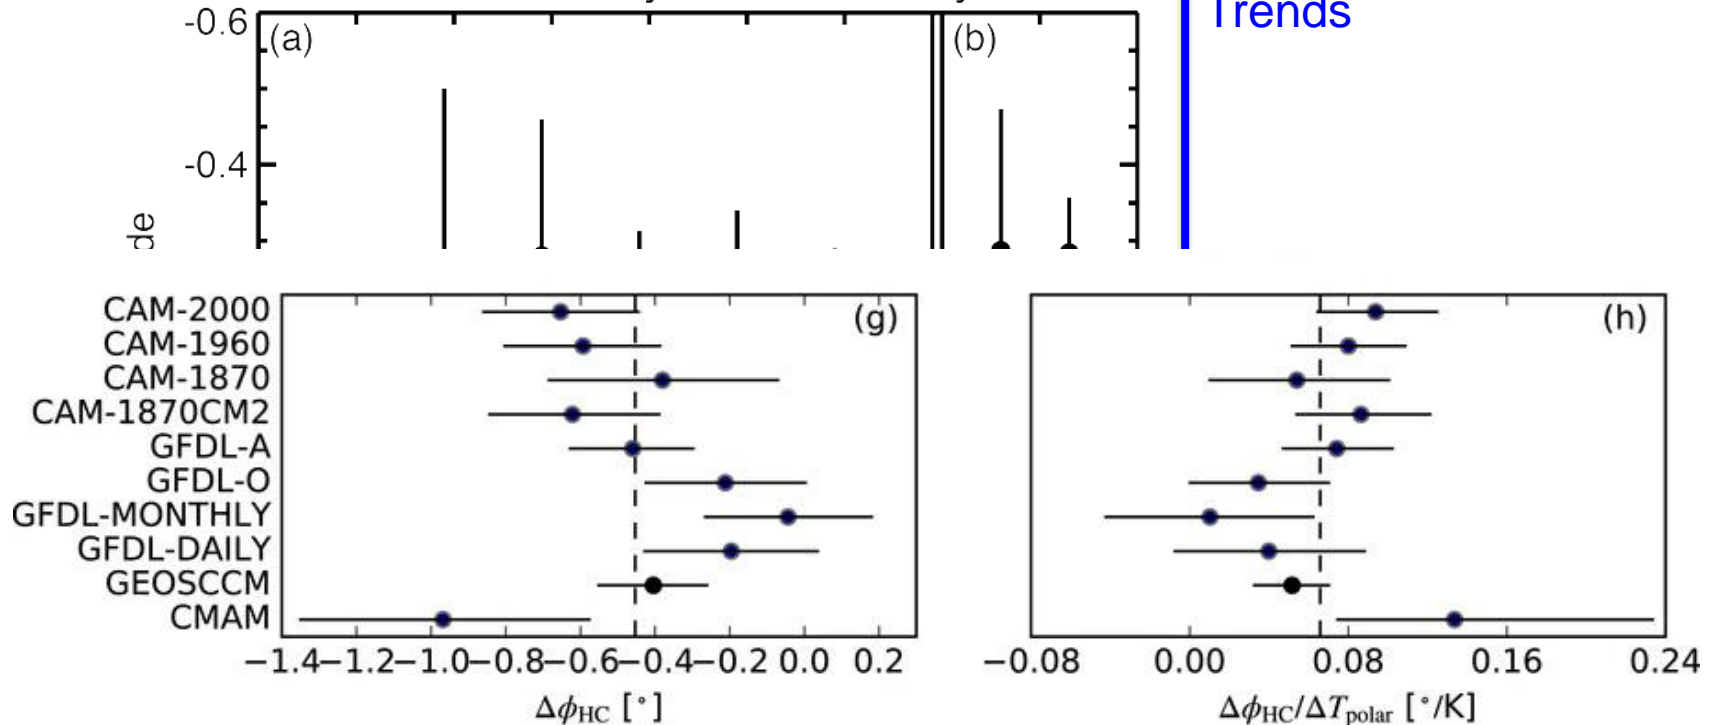 Trends
-0.6
(a)
(b)
-0.4
de
CAM-2000
CAM-1960
CAM-1870
CAM-1870CM2
GFDL-A
GFDL-O
GFDL-MONTHLY
GFDL-DAILY
GEOSCCM
CMAM
(g)
−1.4 −1.2 −1.0 −0.8 −0.6 −0.4 −0.2 0.0 0.2
Δϕ_HC [°]
(h)
−0.08 0.00 0.08 0.16 0.24
Δϕ_HC/ΔT_polar [°/K]